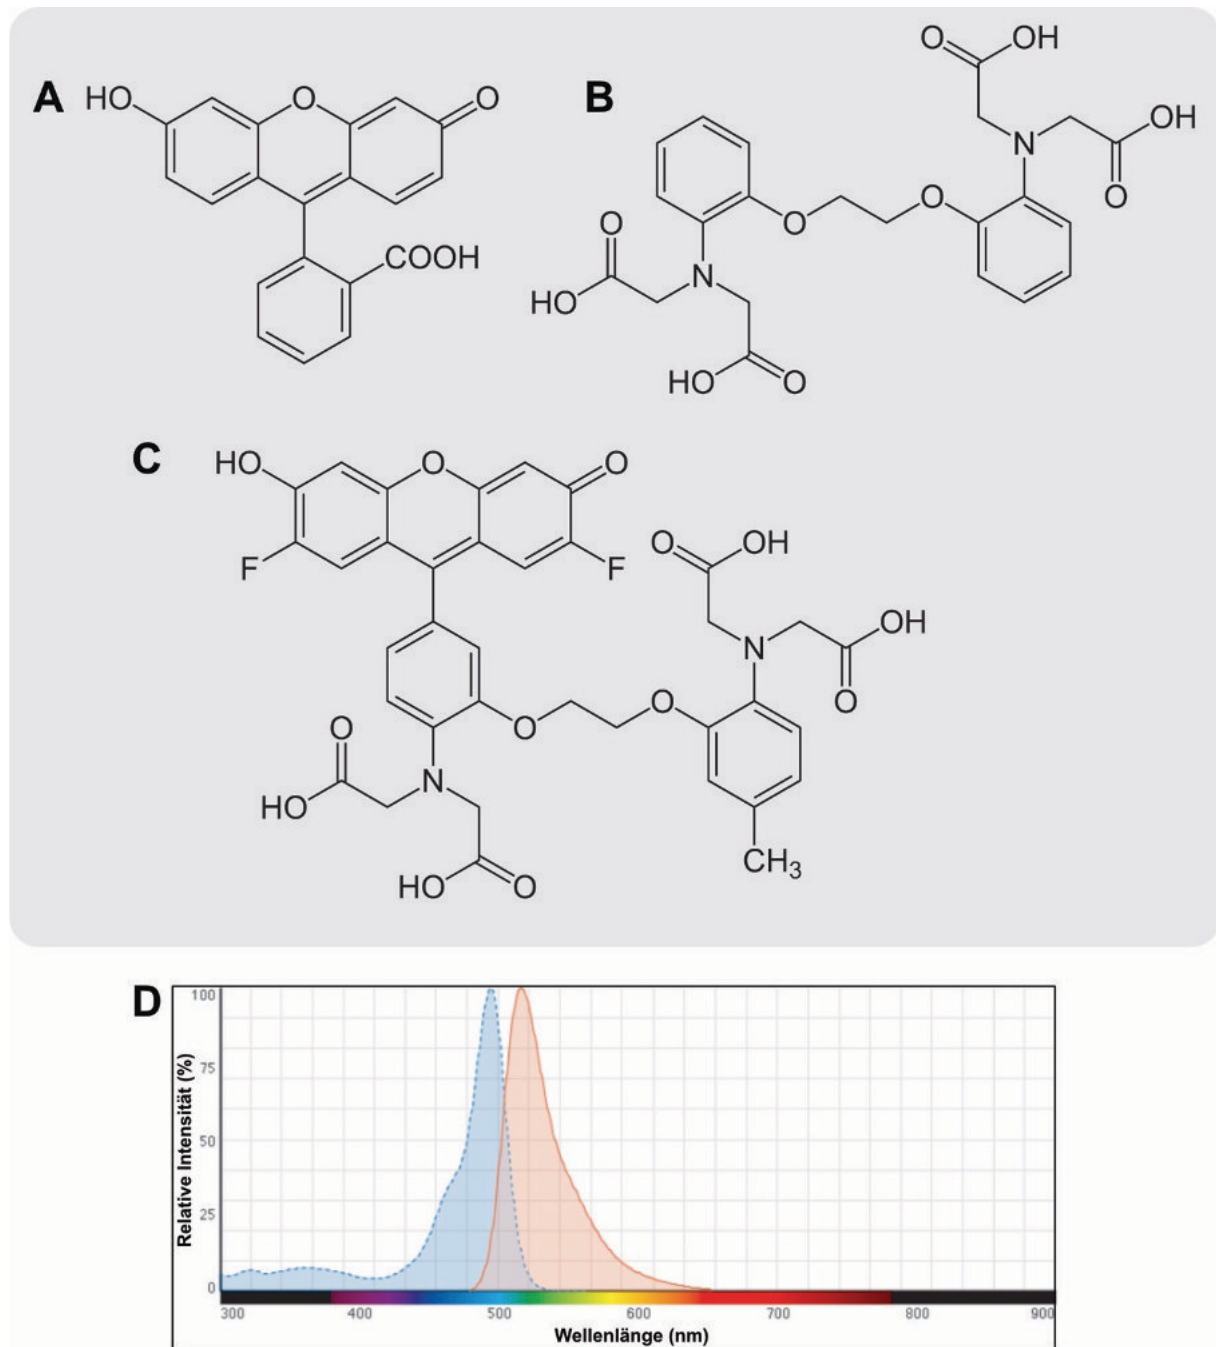 A
HO
O
O
COOH
B
O
OH
OH
N
O
O
O
O
HO
N
HO
O
C
HO
O
O
F
F
O
OH
OH
N
O
O
O
O
HO
N
HO
O
CH3
D
Relative Intensität (%)
100
75
50
25
0
300 400 500 600 700 800 900
Wellenlänge (nm)